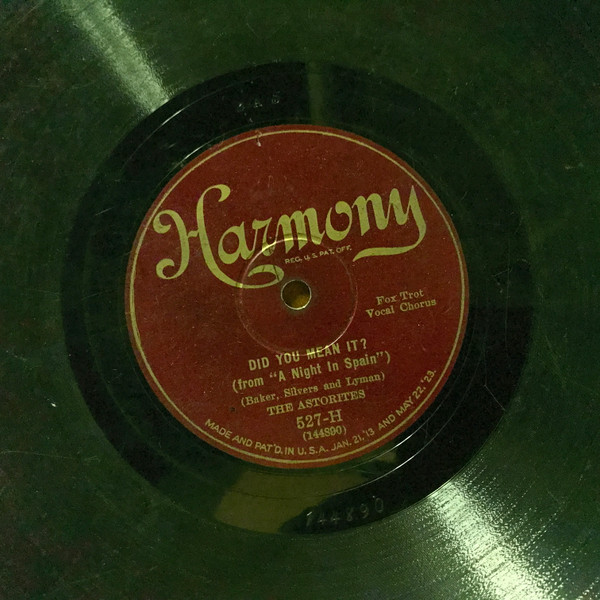 Harmony
REG. U. S. PAT. OFF.
Fox Trot
Vocal Chorus
DID YOU MEAN IT?
(from "A Night In Spain")
(Baker, Silvers and Lyman)
THE ASTORITES
527-H
(144890)
MADE AND PAT'D. IN U. S. A. JAN. 21, '13 AND MAY 22, '23.
144890